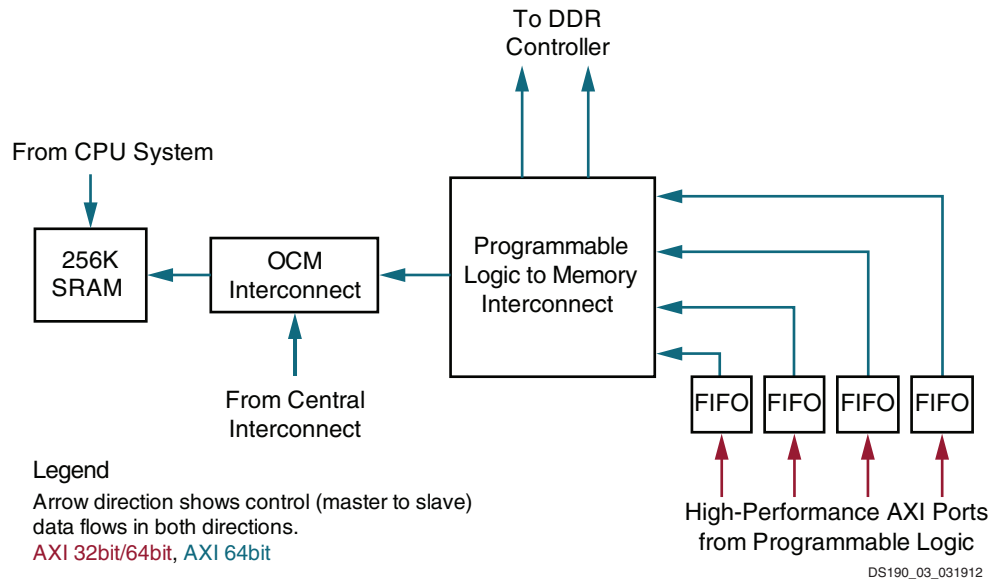 To DDR
Controller
From CPU System
256K
SRAM
OCM
Interconnect
Programmable
Logic to Memory
Interconnect
From Central
Interconnect
FIFO
FIFO
FIFO
FIFO
High-Performance AXI Ports
from Programmable Logic
Legend
Arrow direction shows control (master to slave)
data flows in both directions.
AXI 32bit/64bit, AXI 64bit
DS190_03_031912